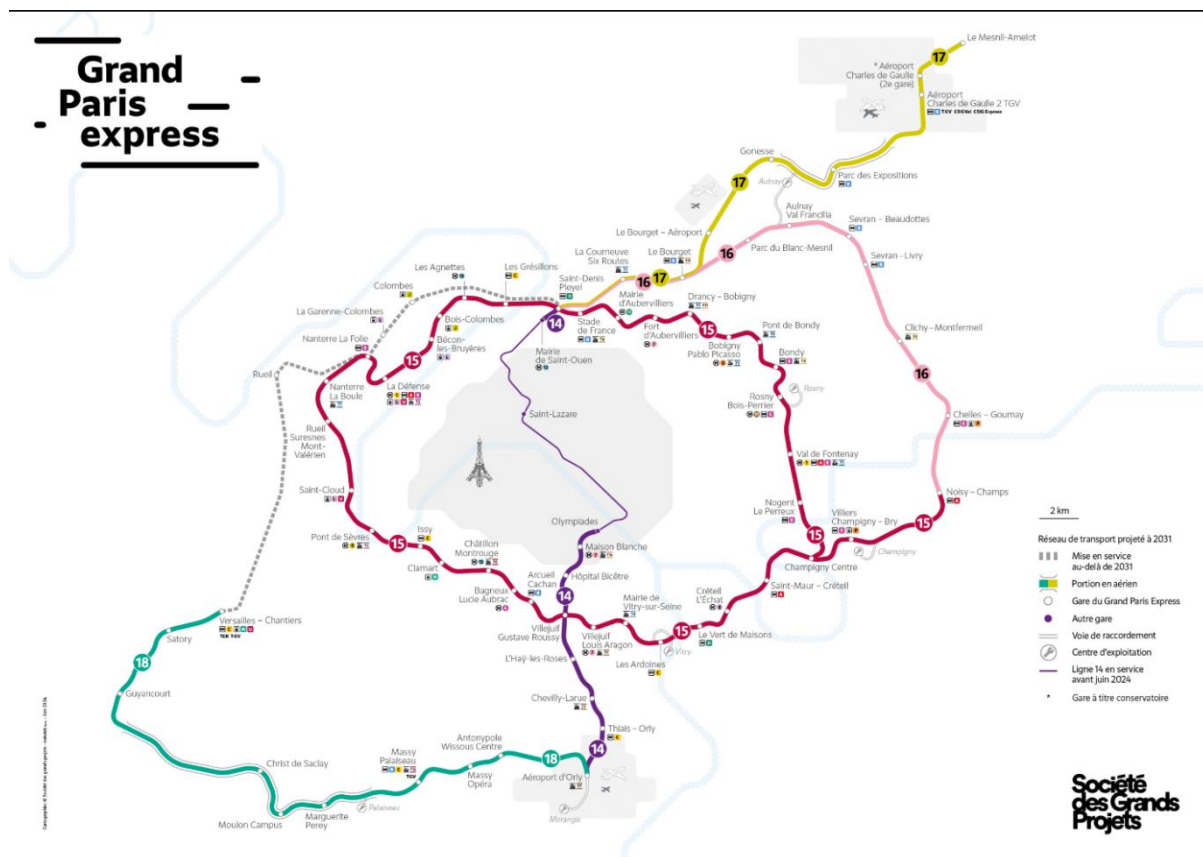 Grand
Paris
express
Le Mesnil-Amelot
17
* Aéroport
Charles de Gaulle
(2e gare)
Aéroport
Charles de Gaulle 2 TGV
TGV CDGVal CDG Express
Gonesse
Parc des Expositions
Aulnay
17
Aulnay
Val Francilia
Sevran – Beaudottes
Le Bourget – Aéroport
Parc du Blanc-Mesnil
16
Sevran – Livry
La Courneuve
Six Routes
Le Bourget
16
17
Les Agnettes
Les Grésillons
Saint-Denis
Pleyel
Mairie
d'Aubervilliers
Drancy – Bobigny
Colombes
La Garenne-Colombes
Bois-Colombes
14
Stade
de France
Fort
d'Aubervilliers
15
Pont de Bondy
Clichy – Montfermeil
Nanterre La Folie
Bécon-
les-Bruyères
15
Mairie
de Saint-Ouen
Bobigny
Pablo Picasso
Bondy
16
Rueil
Nanterre
La Boule
La Défense
Rosny
Rosny
Bois-Perrier
Saint-Lazare
Chelles – Gournay
Rueil
Suresnes
Mont-
Valérien
Val de Fontenay
Saint-Cloud
Noisy – Champs
Nogent
Le Perreux
Villiers
Champigny – Bry
15
Pont de Sèvres
15
Issy
Olympiades
15
Champigny
Maison Blanche
Champigny Centre
Clamart
Châtillon
Montrouge
Hôpital Bicêtre
Saint-Maur – Créteil
Arcueil
Cachan
14
Créteil
L'Échat
Bagneux
Lucie Aubrac
Mairie de
Vitry-sur-Seine
15
Le Vert de Maisons
Villejuif
Gustave Roussy
Villejuif
Louis Aragon
Vitry
Les Ardoines
L'Haÿ-les-Roses
Versailles – Chantiers
TER TGV
Satory
18
Guyancourt
Chevilly-Larue
Thiais – Orly
14
Antonypole
Wissous Centre
18
Massy
Palaiseau
TGV
Massy
Opéra
Aéroport d'Orly
Morangis
Christ de Saclay
Palaiseau
Moulon Campus
Marguerite
Perey
2 km
Réseau de transport projeté à 2031
Mise en service
au-delà de 2031
Portion en aérien
Gare du Grand Paris Express
Autre gare
Voie de raccordement
Centre d'exploitation
Ligne 14 en service
avant juin 2024
* Gare à titre conservatoire
Société
des Grands
Projets